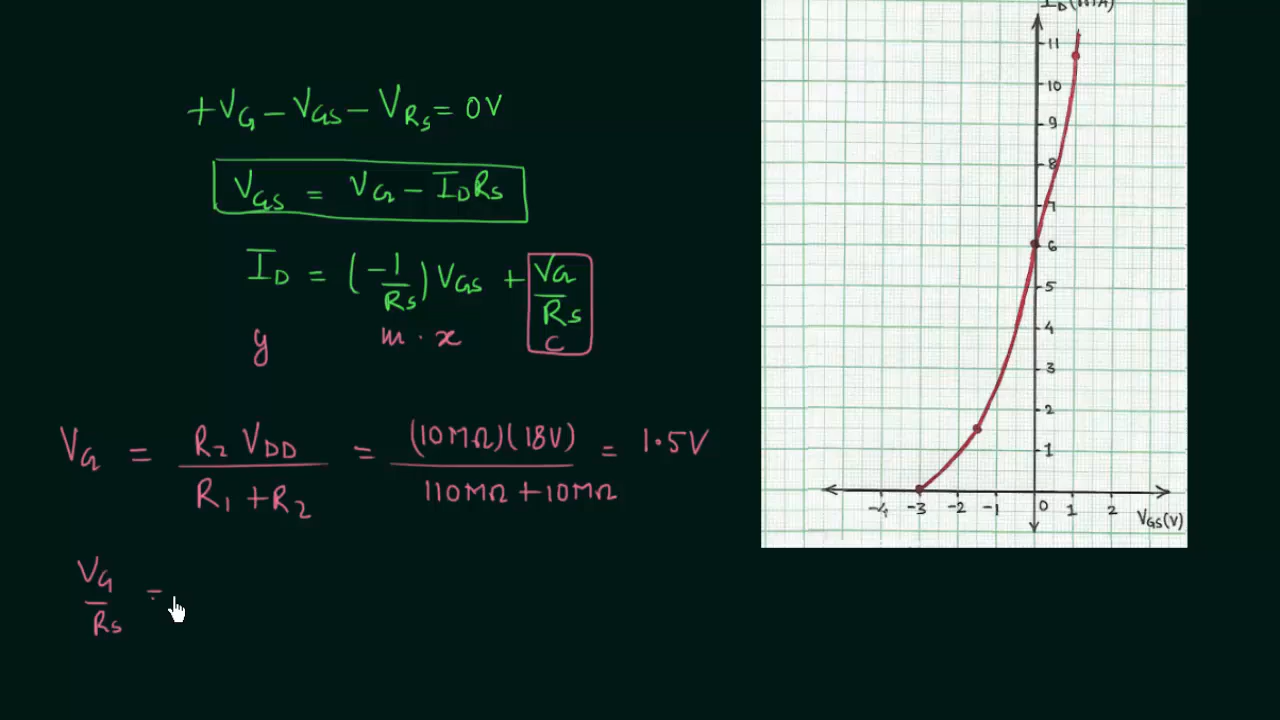 +VG − VGS − VRS = 0V
VGS = VG − IDRS
ID = (−1/RS) VGS + VG/RS
y m · x c
VG = R2 VDD / R1 + R2 = (10MΩ)(18V) / 110MΩ + 10MΩ = 1.5V
VG/RS =
ID(mA)
11
10
9
8
7
6
5
4
3
2
1
-4 -3 -2 -1 0 1 2 VGS(V)